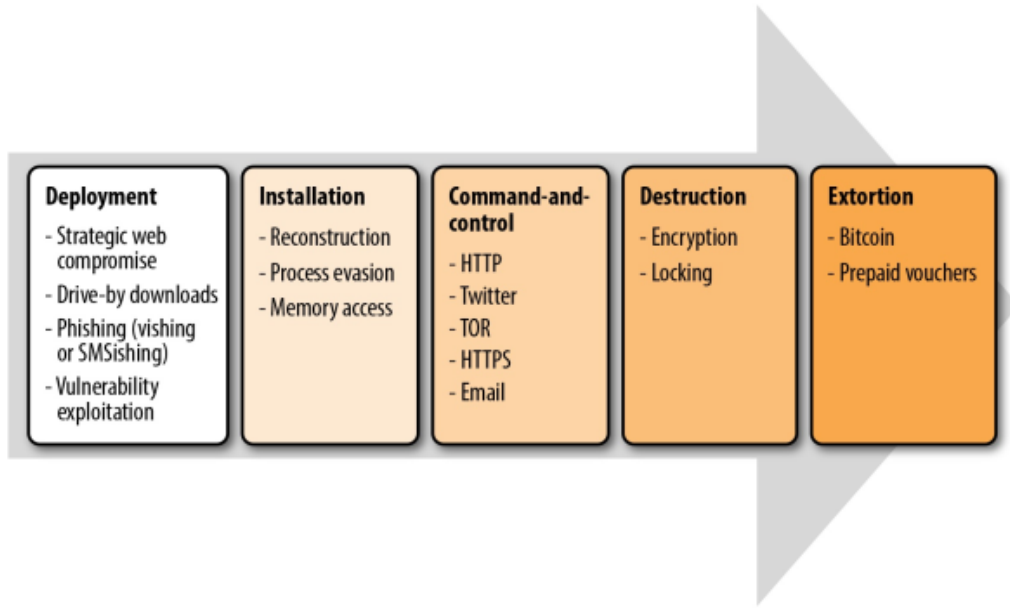 Deployment
- Strategic web
compromise
- Drive-by downloads
- Phishing (vishing
or SMSishing)
- Vulnerability
exploitation
Installation
- Reconstruction
- Process evasion
- Memory access
Command-and-
control
- HTTP
- Twitter
- TOR
- HTTPS
- Email
Destruction
- Encryption
- Locking
Extortion
- Bitcoin
- Prepaid vouchers